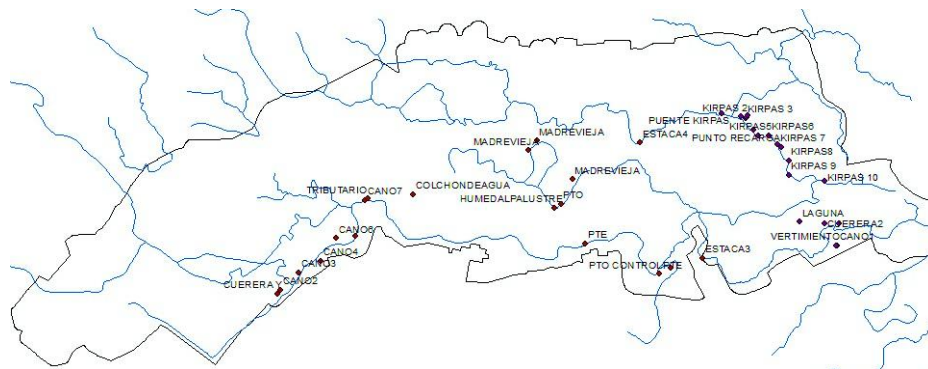 KIRPAS 2 KIRPAS 3
PUENTE KIRPAS
KIRPAS5 KIRPAS6
MADREVIEJA
ESTACA4
PUNTO RECARGA KIRPAS 7
MADREVIEJA
KIRPAS8
KIRPAS 9
MADREVIEJA
KIRPAS 10
TRIBUTARIO CANO7
COLCHONDEAGUA
HUMEDALPALUSTRE PTO
LAGUNA
CUERERA2
CANO6
VERTIMIENTO CANO1
PTE
ESTACA3
CANO4
CANO3
PTO CONTROL PTE
CUERERA Y CANO2